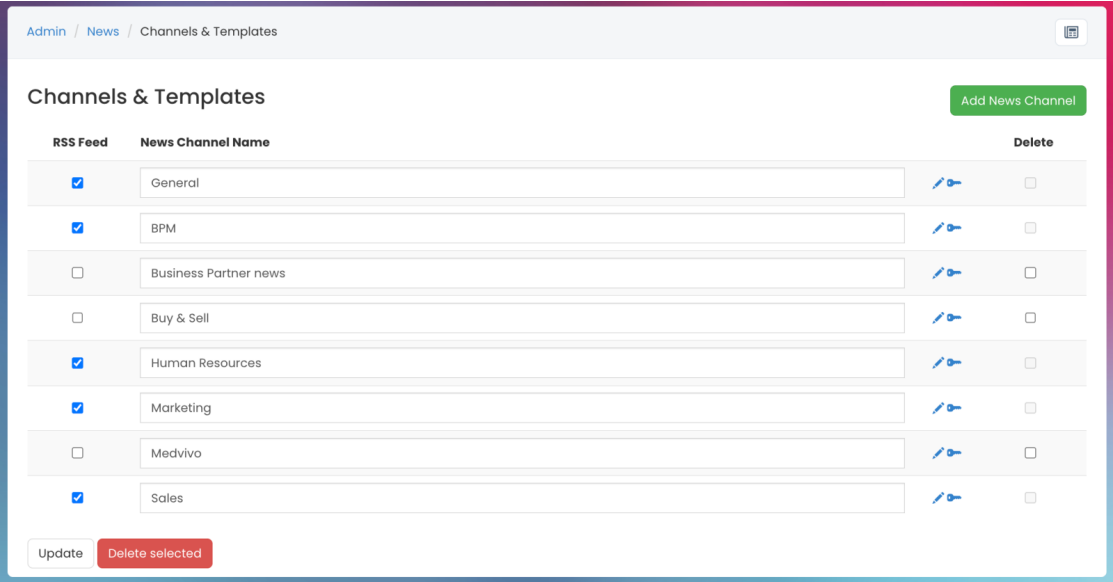 Admin / News / Channels & Templates
Channels & Templates
Add News Channel
RSS Feed News Channel Name Delete
General
BPM
Business Partner news
Buy & Sell
Human Resources
Marketing
Medvivo
Sales
Update Delete selected